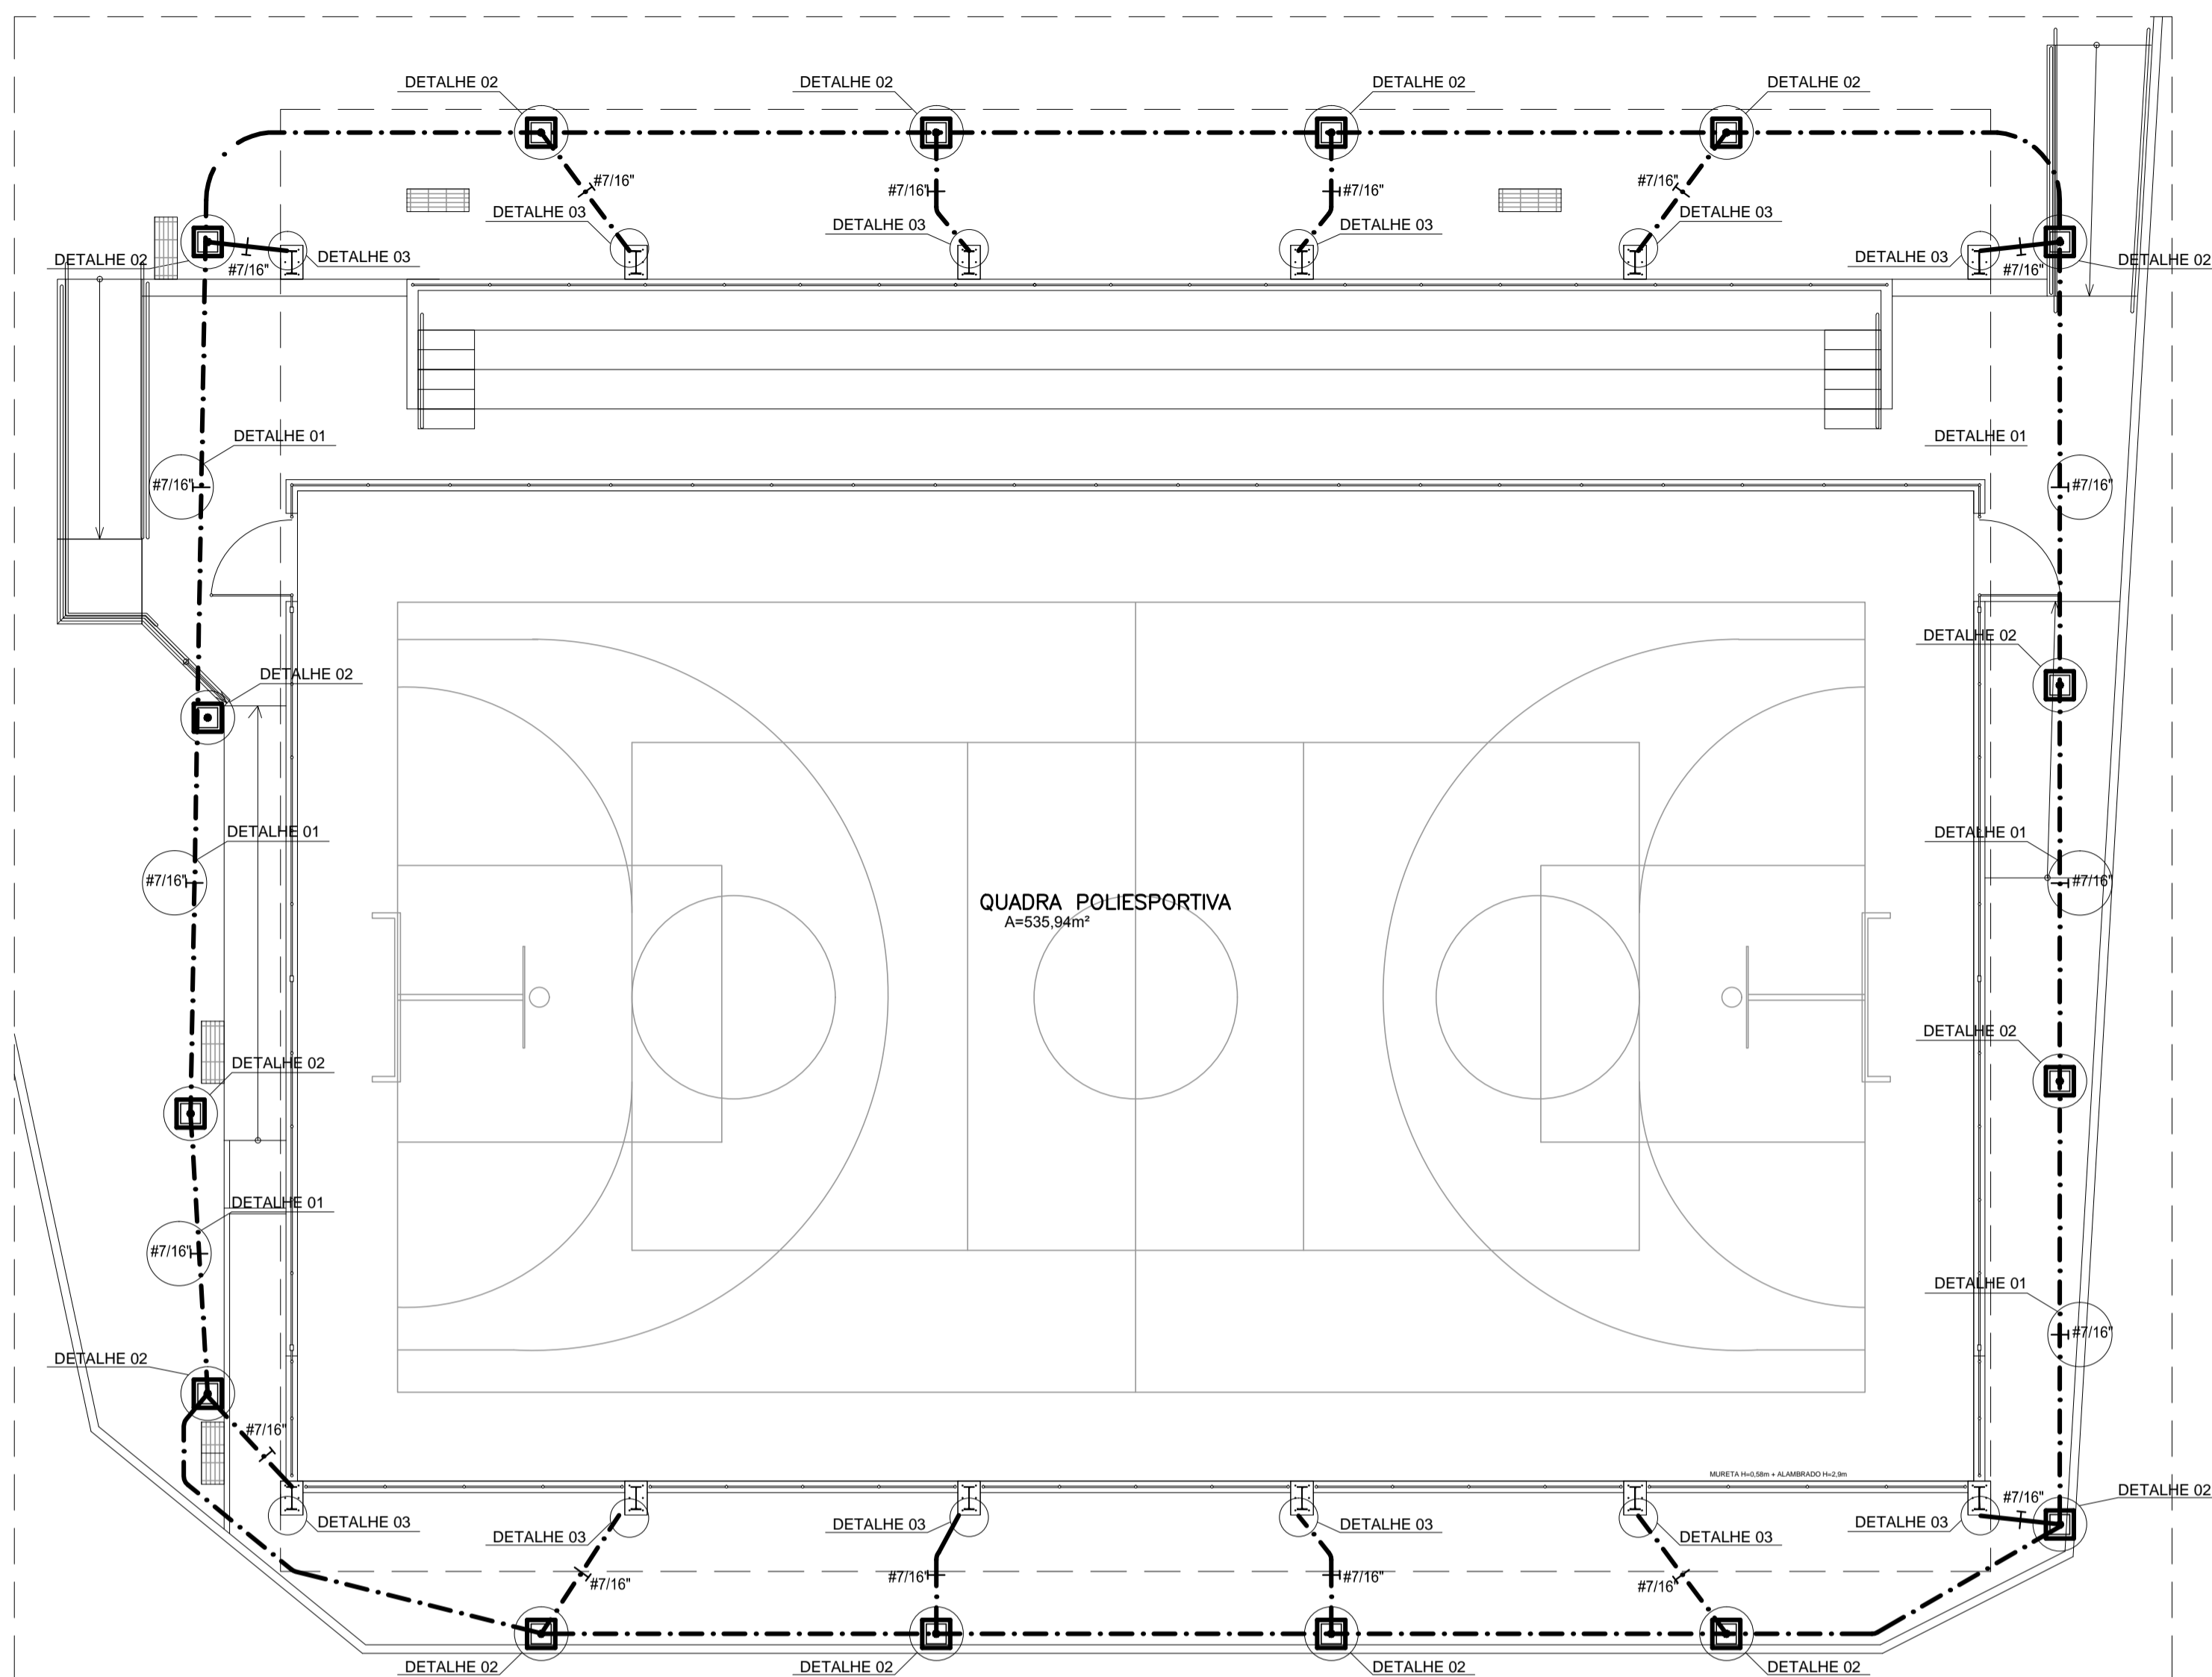 DETALHE 02
DETALHE 02
DETALHE 02
DETALHE 02
#7/16"
#7/16"
#7/16"
#7/16"
DETALHE 03
DETALHE 03
DETALHE 03
DETALHE 03
DETALHE 02
#7/16"
DETALHE 03
DETALHE 03
#7/16"
DETALHE 02
DETALHE 01
DETALHE 01
#7/16"
#7/16"
DETALHE 02
DETALHE 02
DETALHE 01
DETALHE 01
#7/16"
#7/16"
QUADRA POLIESPORTIVA
A=535,94m²
DETALHE 02
DETALHE 02
DETALHE 01
#7/16"
DETALHE 01
#7/16"
DETALHE 02
#7/16"
MURETA H=0,58m + ALAMBRADO H=2,9m
#7/16"
DETALHE 02
DETALHE 03
DETALHE 03
DETALHE 03
DETALHE 03
DETALHE 03
DETALHE 03
#7/16"
#7/16"
#7/16"
#7/16"
DETALHE 02
DETALHE 02
DETALHE 02
DETALHE 02